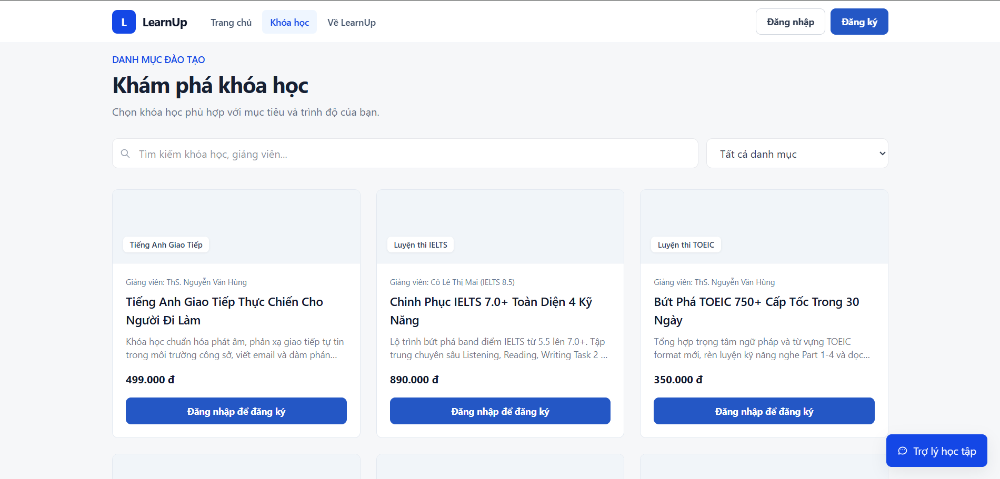 L LearnUp Trang chủ Khóa học Về LearnUp Đăng nhập Đăng ký
DANH MỤC ĐÀO TẠO
Khám phá khóa học
Chọn khóa học phù hợp với mục tiêu và trình độ của bạn.
Tìm kiếm khóa học, giảng viên...
Tất cả danh mục
Tiếng Anh Giao Tiếp
Giảng viên: ThS. Nguyễn Văn Hùng
Tiếng Anh Giao Tiếp Thực Chiến Cho
Người Đi Làm
Khóa học chuẩn hóa phát âm, phản xạ giao tiếp tự tin
trong môi trường công sở, viết email và đàm phán...
499.000 đ
Đăng nhập để đăng ký
Luyện thi IELTS
Giảng viên: Cô Lê Thị Mai (IELTS 8.5)
Chinh Phục IELTS 7.0+ Toàn Diện 4 Kỹ
Năng
Lộ trình bứt phá band điểm IELTS từ 5.5 lên 7.0+. Tập
trung chuyên sâu Listening, Reading, Writing Task 2 ...
890.000 đ
Đăng nhập để đăng ký
Luyện thi TOEIC
Giảng viên: ThS. Nguyễn Văn Hùng
Bứt Phá TOEIC 750+ Cấp Tốc Trong 30
Ngày
Tổng hợp trọng tâm ngữ pháp và từ vựng TOEIC
format mới, rèn luyện kỹ năng nghe Part 1-4 và đọc...
350.000 đ
Đăng nhập để đăng ký
Trợ lý học tập